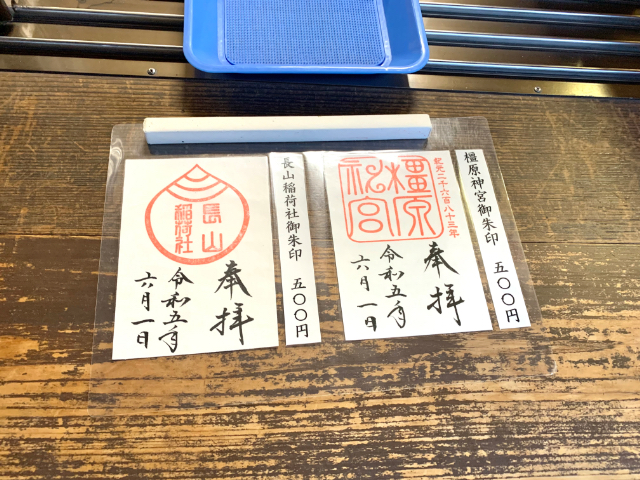 橿原神宮御朱印 五〇〇円
紀元二千六百八十三年
橿原
神宮
奉拝
令和五年
六月一日
長山稲荷社御朱印 五〇〇円
長山
稲荷社
奉拝
令和五年
六月一日